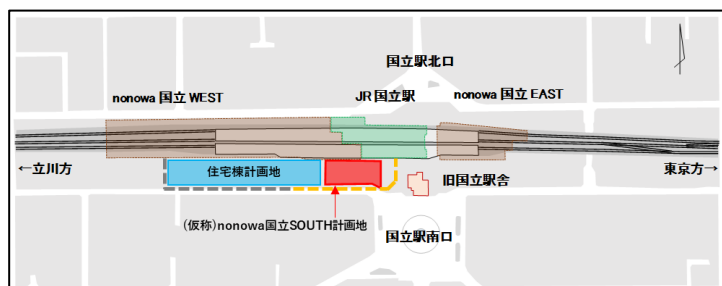 国立駅北口
nonowa 国立 WEST
JR 国立駅
nonowa 国立 EAST
←立川方
住宅棟計画地
旧国立駅舎
東京方→
(仮称)nonowa国立SOUTH計画地
国立駅南口